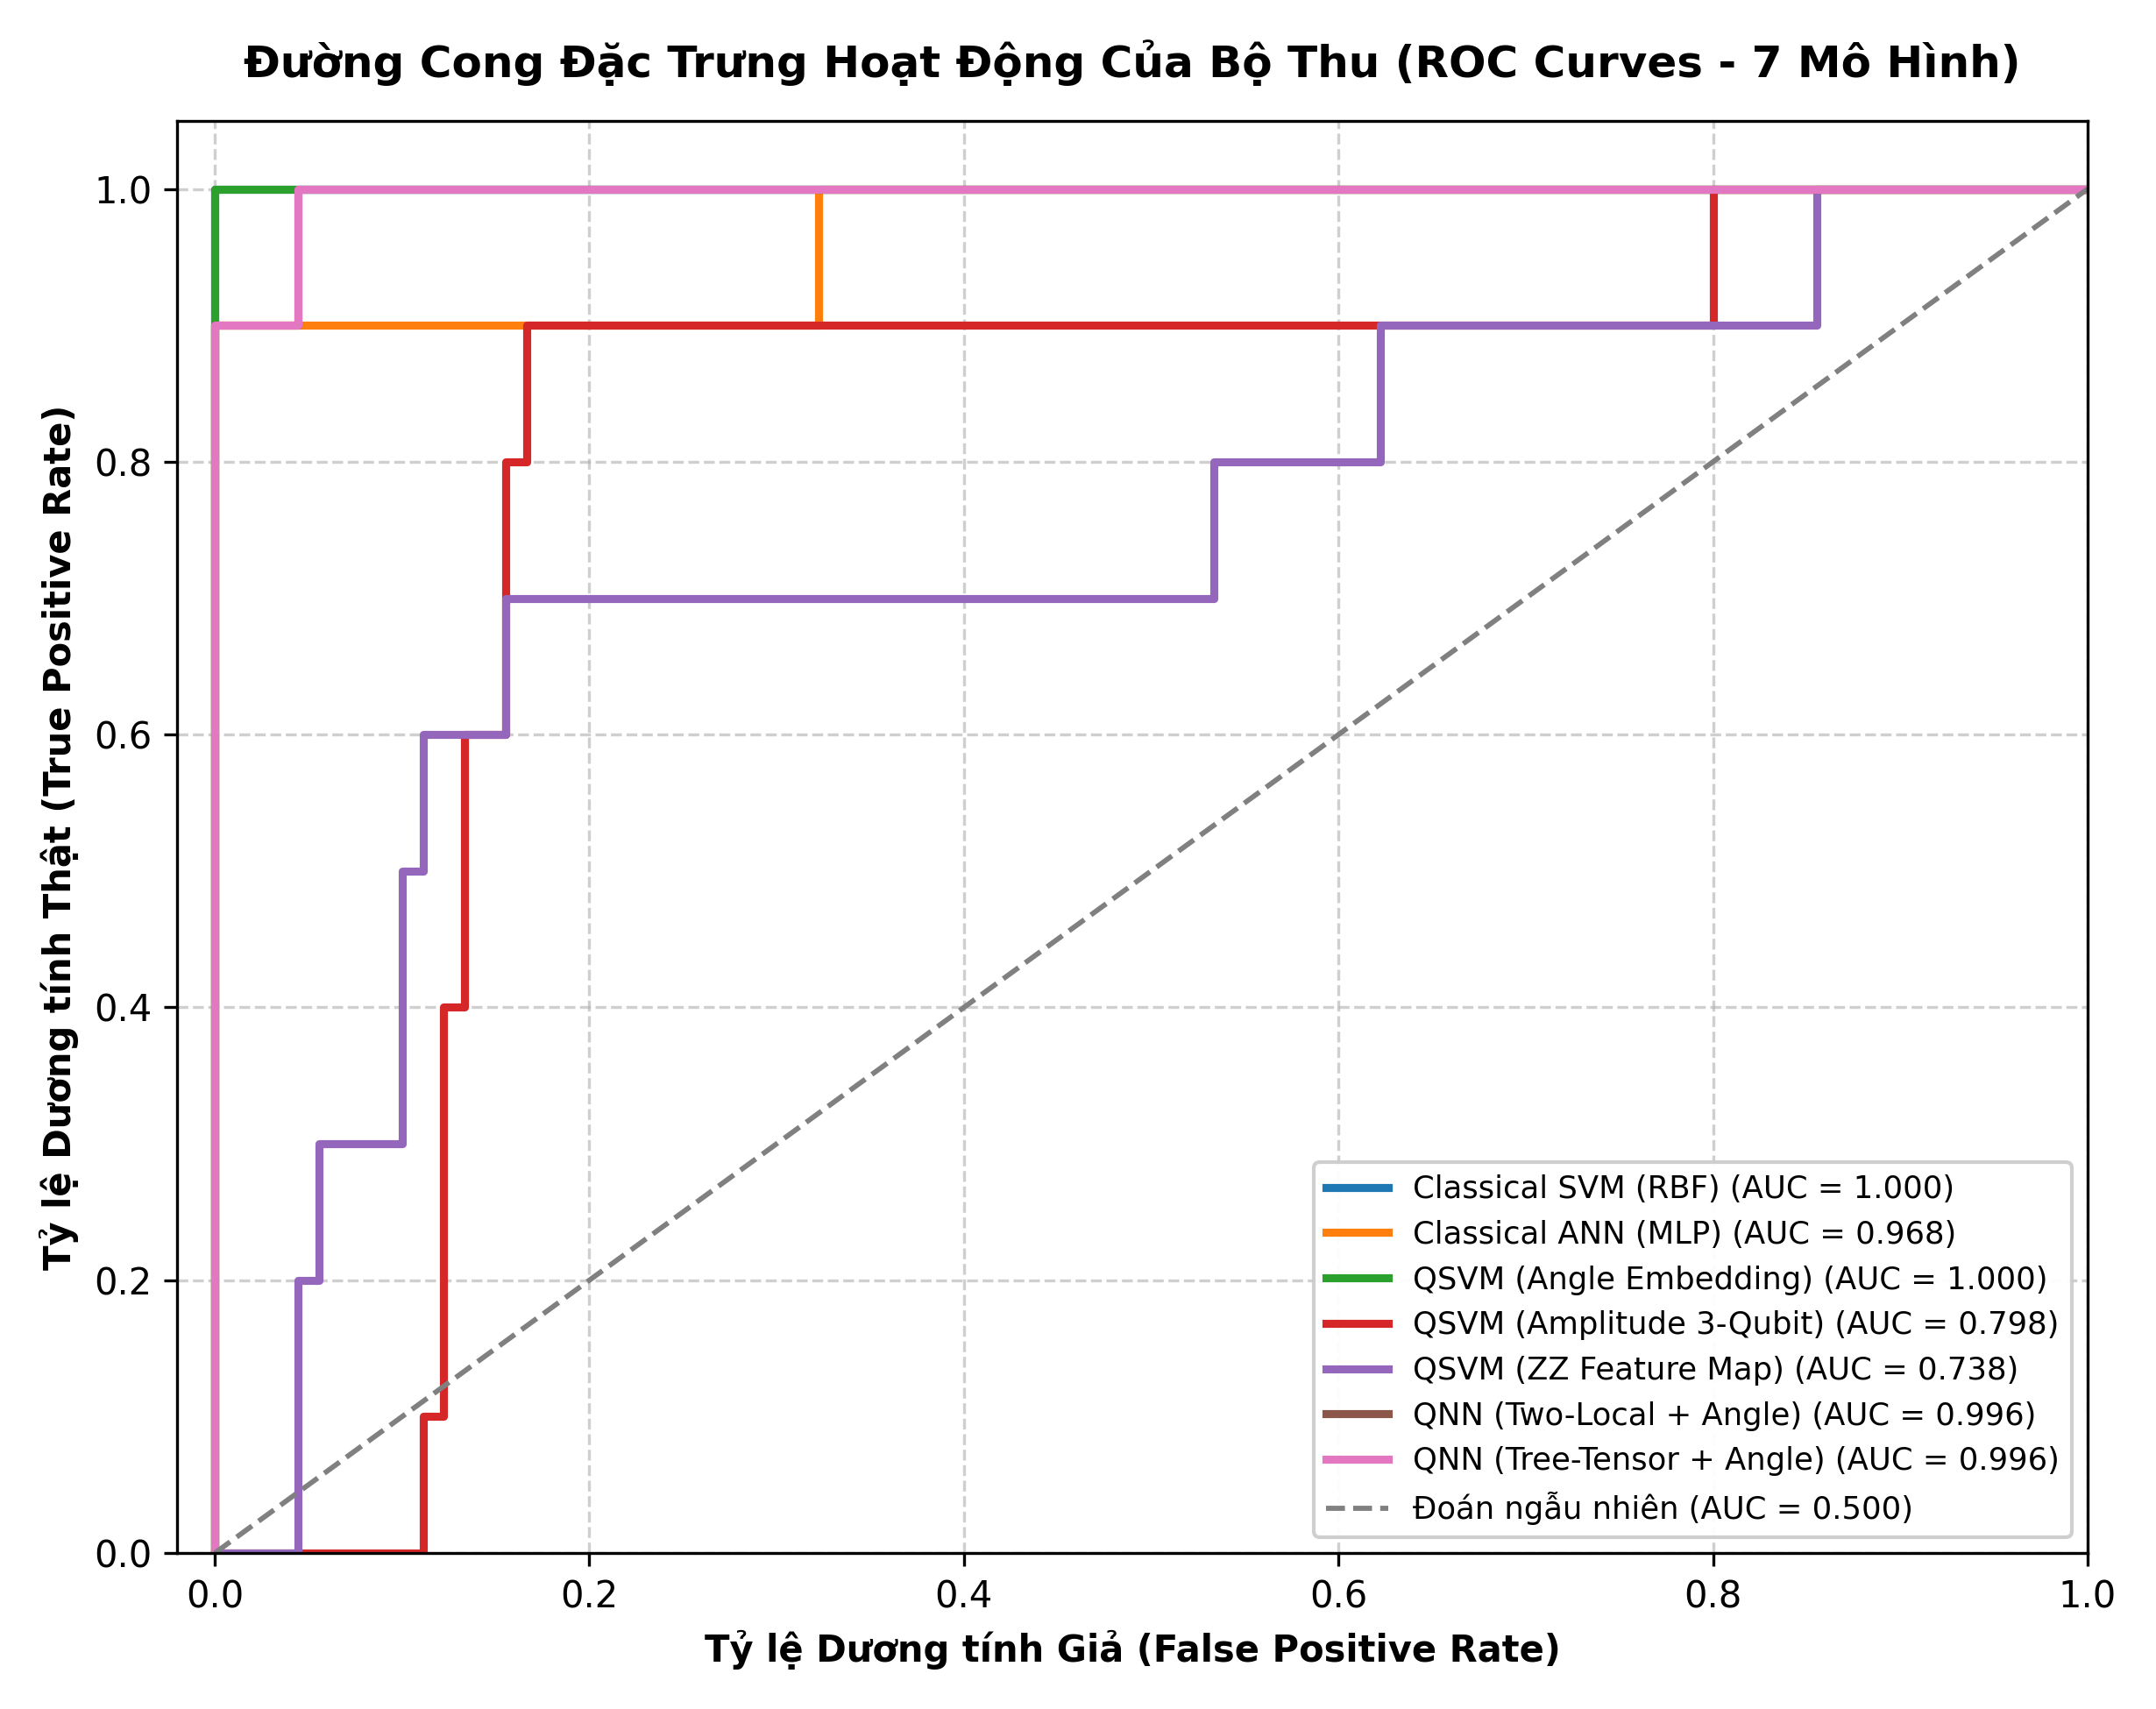 Đường Cong Đặc Trưng Hoạt Động Của Bộ Thu (ROC Curves - 7 Mô Hình)
Tỷ lệ Dương tính Thật (True Positive Rate)
1.0
0.8
0.6
0.4
0.2
0.0
Classical SVM (RBF) (AUC = 1.000)
Classical ANN (MLP) (AUC = 0.968)
QSVM (Angle Embedding) (AUC = 1.000)
QSVM (Amplitude 3-Qubit) (AUC = 0.798)
QSVM (ZZ Feature Map) (AUC = 0.738)
QNN (Two-Local + Angle) (AUC = 0.996)
QNN (Tree-Tensor + Angle) (AUC = 0.996)
Đoán ngẫu nhiên (AUC = 0.500)
0.0 0.2 0.4 0.6 0.8 1.0
Tỷ lệ Dương tính Giả (False Positive Rate)